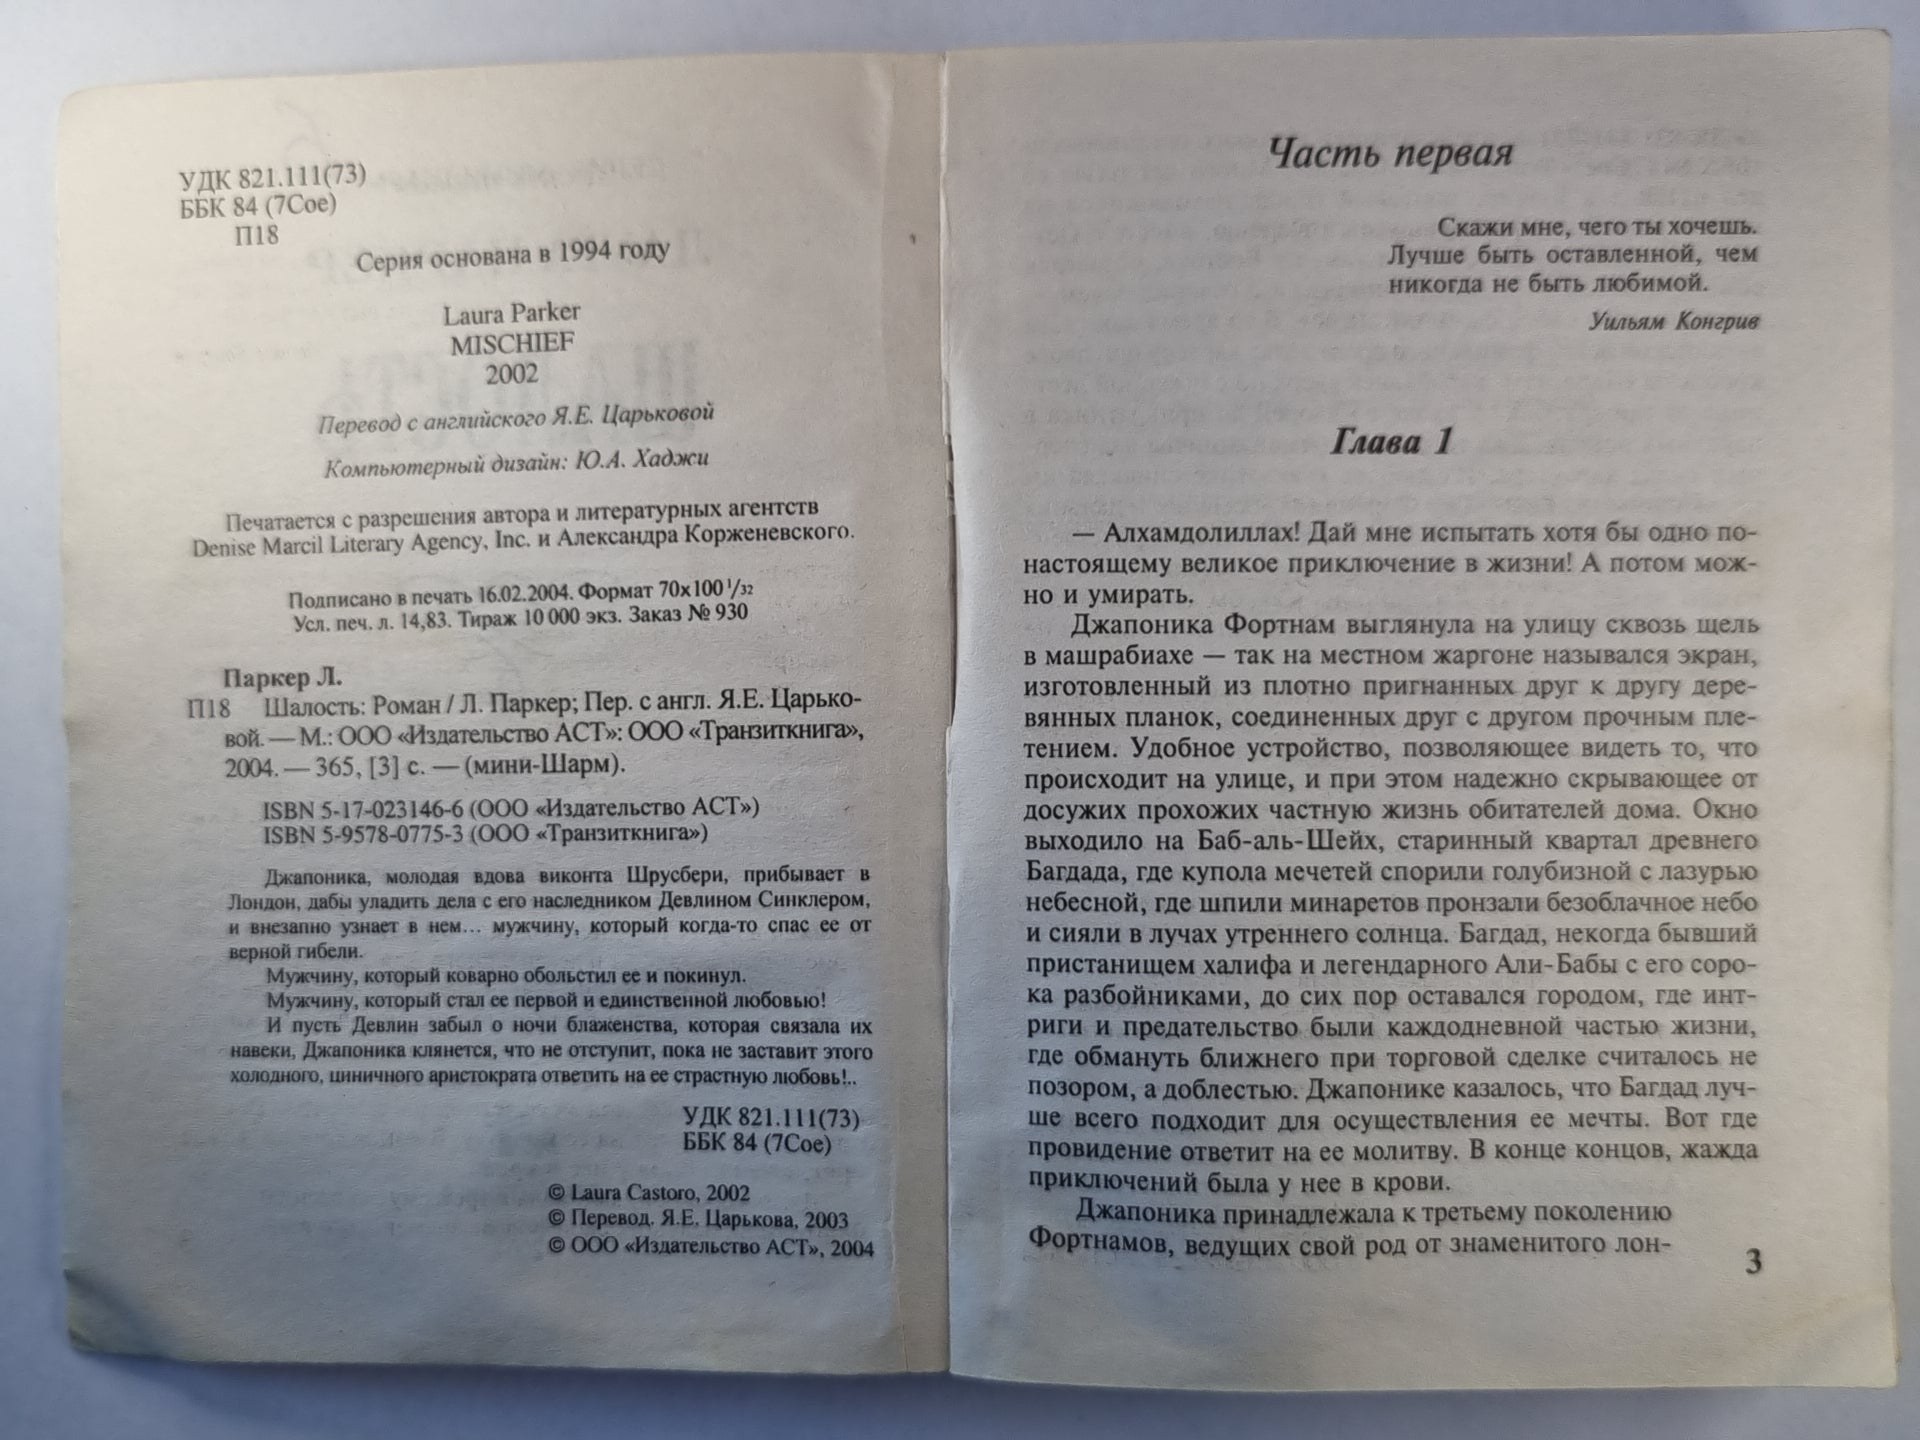 УДК 821.111(73)
ББК 84 (7Сое)
П18
Серия основана в 1994 году
Laura Parker
MISCHIEF
2002
Перевод с английского Я.Е. Царьковой
Компьютерный дизайн: Ю.А. Хаджи
Печатается с разрешения автора и литературных агентств
Denise Marcil Literary Agency, Inc. и Александра Корженевского.
Подписано в печать 16.02.2004. Формат 70х100 1/32
Усл. печ. л. 14,83. Тираж 10 000 экз. Заказ № 930
Паркер Л.
П18 Шалость: Роман / Л. Паркер; Пер. с англ. Я.Е. Царько-
вой. — М.: ООО «Издательство АСТ»: ООО «Транзиткнига»,
2004. — 365, [3] с. — (мини-Шарм).
ISBN 5-17-023146-6 (ООО «Издательство АСТ»)
ISBN 5-9578-0775-3 (ООО «Транзиткнига»)
Джапоника, молодая вдова виконта Шрусбери, прибывает в
Лондон, дабы уладить дела с его наследником Девлином Синклером,
и внезапно узнает в нем... мужчину, который когда-то спас ее от
верной гибели.
Мужчину, который коварно обольстил ее и покинул.
Мужчину, который стал ее первой и единственной любовью!
И пусть Девлин забыл о ночи блаженства, которая связала их
навеки, Джапоника клянется, что не отступит, пока не заставит этого
холодного, циничного аристократа ответить на ее страстную любовь!..
УДК 821.111(73)
ББК 84 (7Сое)
© Laura Castoro, 2002
© Перевод. Я.Е. Царькова, 2003
© ООО «Издательство АСТ», 2004
Часть первая
Скажи мне, чего ты хочешь.
Лучше быть оставленной, чем
никогда не быть любимой.
Уильям Конгрив
Глава 1
— Алхамдолиллах! Дай мне испытать хотя бы одно по-
настоящему великое приключение в жизни! А потом мож-
но и умирать.
Джапоника Фортнам выглянула на улицу сквозь щель
в машрабиахе — так на местном жаргоне назывался экран,
изготовленный из плотно пригнанных друг к другу дере-
вянных планок, соединенных друг с другом прочным пле-
тением. Удобное устройство, позволяющее видеть то, что
происходит на улице, и при этом надежно скрывающее от
досужих прохожих частную жизнь обитателей дома. Окно
выходило на Баб-аль-Шейх, старинный квартал древнего
Багдада, где купола мечетей спорили голубизной с лазурью
небесной, где шпили минаретов пронзали безоблачное небо
и сияли в лучах утреннего солнца. Багдад, некогда бывший
пристанищем халифа и легендарного Али-Бабы с его соро-
ка разбойниками, до сих пор оставался городом, где инт-
риги и предательство были каждодневной частью жизни,
где обмануть ближнего при торговой сделке считалось не
позором, а доблестью. Джапонике казалось, что Багдад луч-
ше всего подходит для осуществления ее мечты. Вот где
провидение ответит на ее молитву. В конце концов, жажда
приключений была у нее в крови.
Джапоника принадлежала к третьему поколению
Фортнамов, ведущих свой род от знаменитого лон-
3